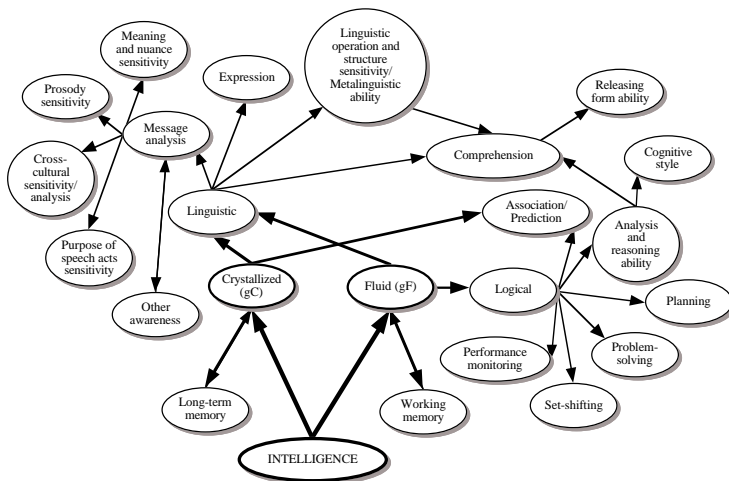 Meaning
and nuance
sensitivity
Prosody
sensitivity
Expression
Linguistic
operation and
structure
sensitivity/
Metalinguistic
ability
Releasing
form ability
Message
analysis
Cross-
cultural
sensitivity/
analysis
Comprehension
Cognitive
style
Linguistic
Association/
Prediction
Analysis
and
reasoning
ability
Purpose of
speech acts
sensitivity
Crystallized
(gC)
Fluid (gF)
Logical
Planning
Other
awareness
Performance
monitoring
Problem-
solving
Long-term
memory
Working
memory
Set-shifting
INTELLIGENCE